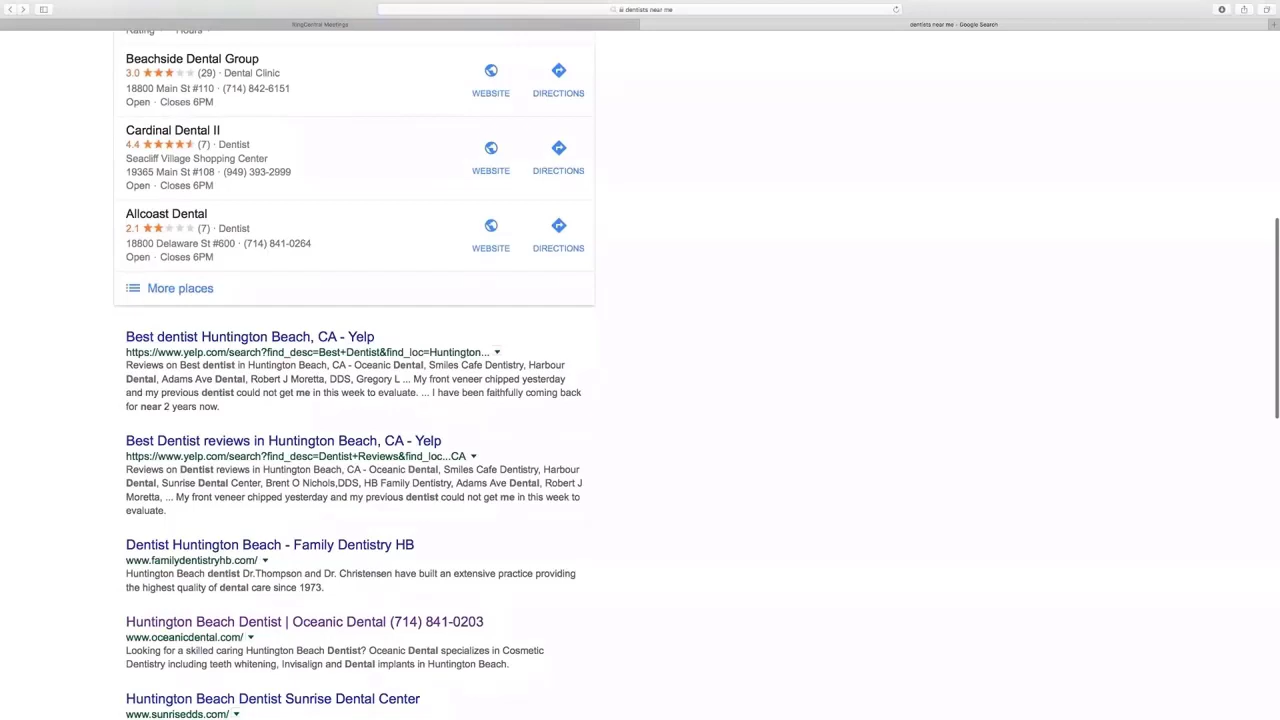 dentists near me
RingCentral Meetings
dentists near me - Google Search
Rating Hours
Beachside Dental Group
3.0 ★★★★★ (29) · Dental Clinic
18800 Main St #110 · (714) 842-6151
Open · Closes 6PM
WEBSITE
DIRECTIONS
Cardinal Dental II
4.4 ★★★★★ (7) · Dentist
Seacliff Village Shopping Center
19365 Main St #108 · (949) 393-2999
Open · Closes 6PM
WEBSITE
DIRECTIONS
Allcoast Dental
2.1 ★★★★★ (7) · Dentist
18800 Delaware St #600 · (714) 841-0264
Open · Closes 6PM
WEBSITE
DIRECTIONS
More places
Best dentist Huntington Beach, CA - Yelp
https://www.yelp.com/search?find_desc=Best+Dentist&find_loc=Huntington...
Reviews on Best dentist in Huntington Beach, CA - Oceanic Dental, Smiles Cafe Dentistry, Harbour
Dental, Adams Ave Dental, Robert J Moretta, DDS, Gregory L ... My front veneer chipped yesterday
and my previous dentist could not get me in this week to evaluate. ... I have been faithfully coming back
for near 2 years now.
Best Dentist reviews in Huntington Beach, CA - Yelp
https://www.yelp.com/search?find_desc=Dentist+Reviews&find_loc...CA
Reviews on Dentist reviews in Huntington Beach, CA - Oceanic Dental, Smiles Cafe Dentistry, Harbour
Dental, Sunrise Dental Center, Brent O Nichols,DDS, HB Family Dentistry, Adams Ave Dental, Robert J
Moretta, ... My front veneer chipped yesterday and my previous dentist could not get me in this week to
evaluate.
Dentist Huntington Beach - Family Dentistry HB
www.familydentistryhb.com/
Huntington Beach dentist Dr.Thompson and Dr. Christensen have built an extensive practice providing
the highest quality of dental care since 1973.
Huntington Beach Dentist | Oceanic Dental (714) 841-0203
www.oceanicdental.com/
Looking for a skilled caring Huntington Beach Dentist? Oceanic Dental specializes in Cosmetic
Dentistry including teeth whitening, Invisalign and Dental implants in Huntington Beach.
Huntington Beach Dentist Sunrise Dental Center
www.sunrisedds.com/